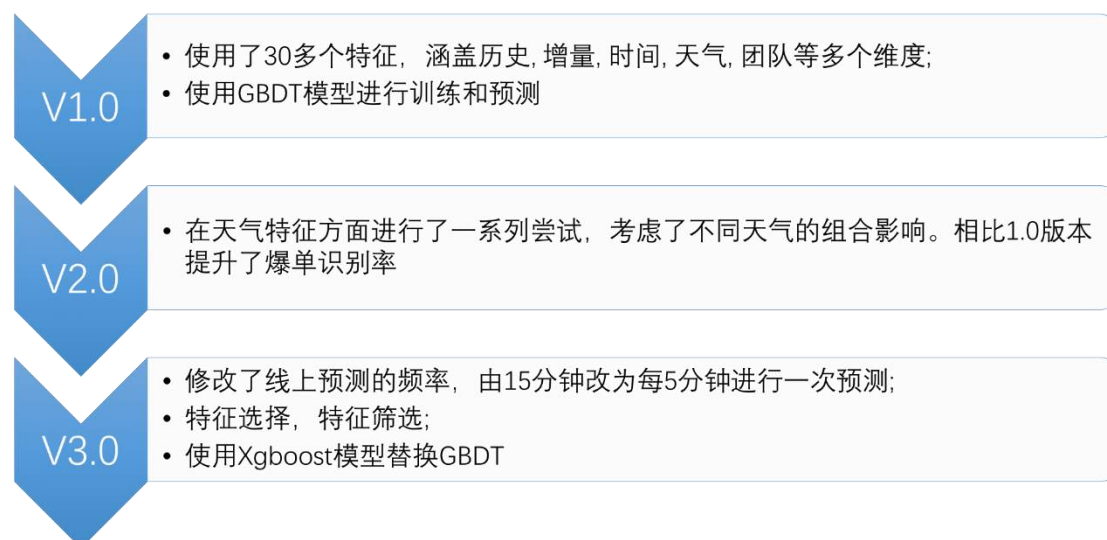 V1.0
• 使用了30多个特征，涵盖历史, 增量, 时间, 天气, 团队等多个维度;
• 使用GBDT模型进行训练和预测
V2.0
• 在天气特征方面进行了一系列尝试，考虑了不同天气的组合影响。相比1.0版本
提升了爆单识别率
V3.0
• 修改了线上预测的频率，由15分钟改为每5分钟进行一次预测;
• 特征选择，特征筛选;
• 使用Xgboost模型替换GBDT